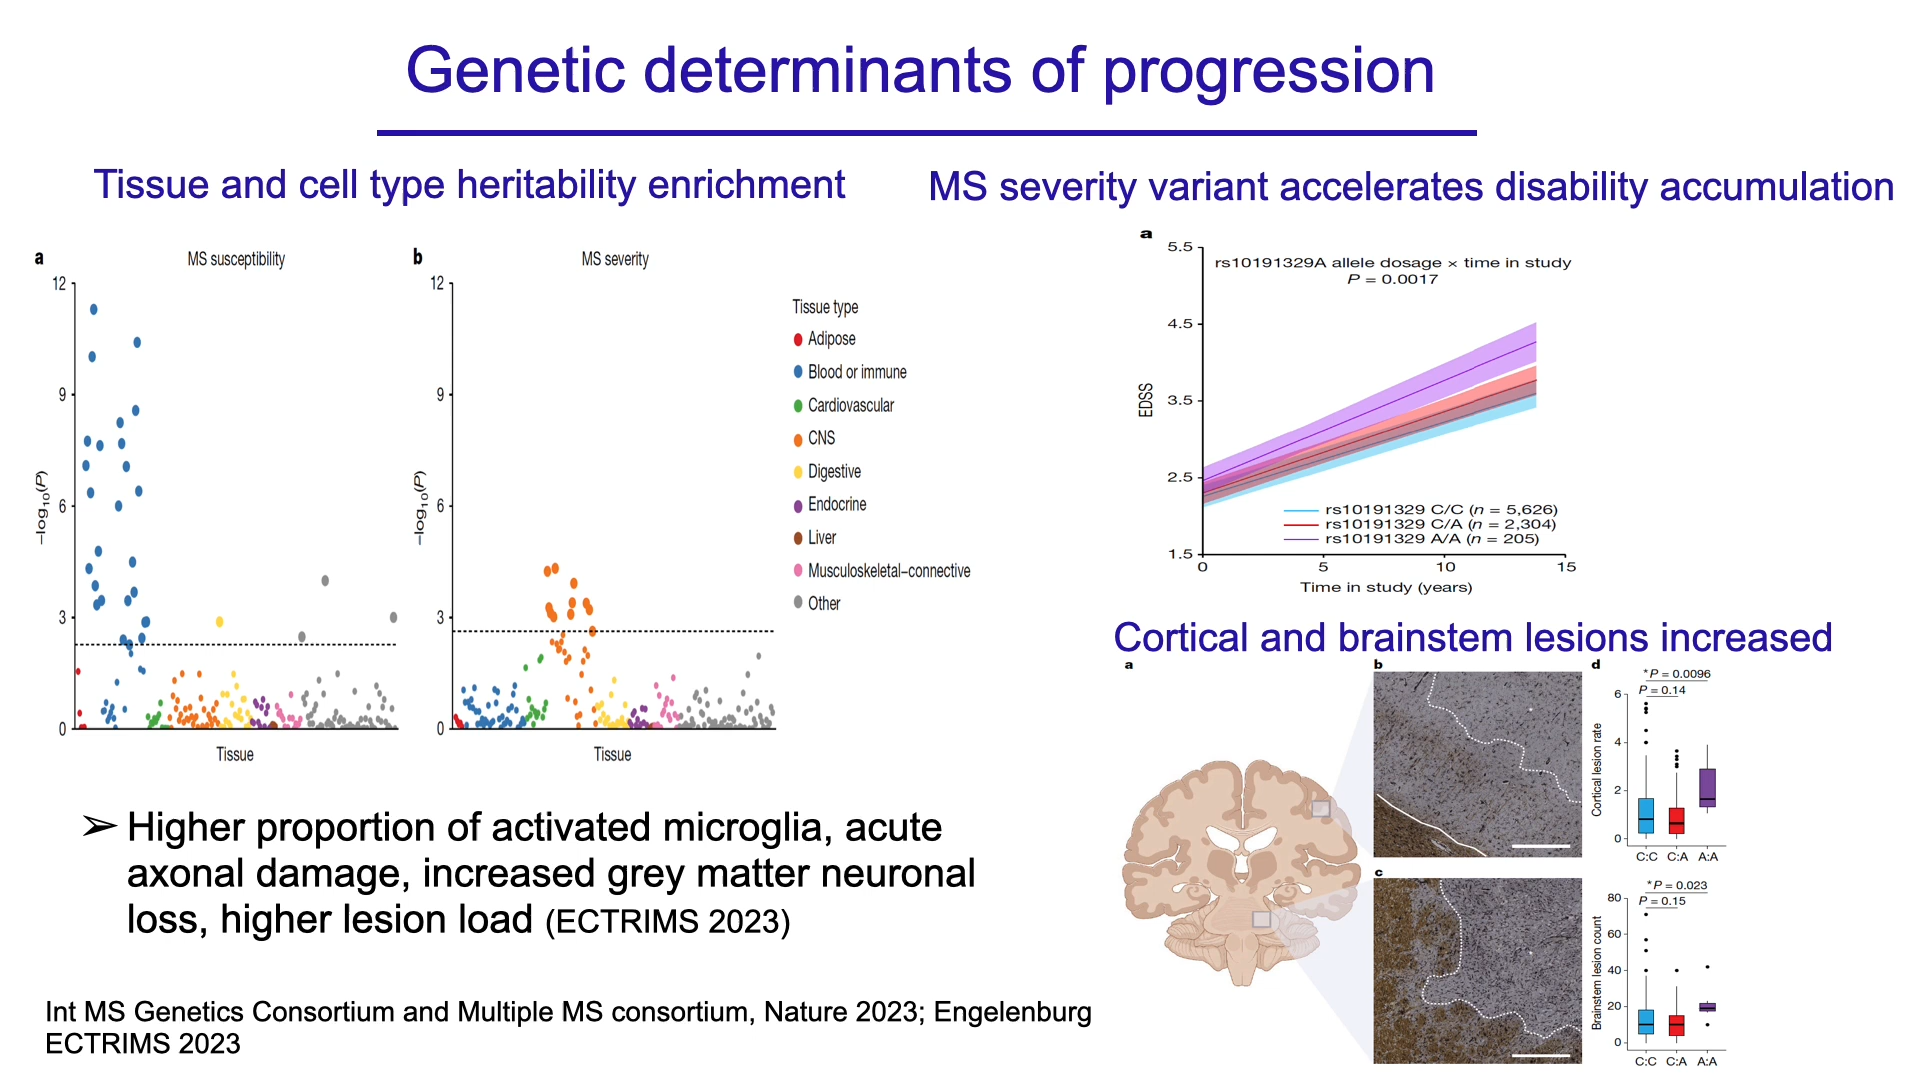 Genetic determinants of progression
Tissue and cell type heritability enrichment
MS severity variant accelerates disability accumulation
a
MS susceptibility
12
9
6
3
0
–log10(P)
Tissue
b
MS severity
12
9
6
3
0
–log10(P)
Tissue
Tissue type
Adipose
Blood or immune
Cardiovascular
CNS
Digestive
Endocrine
Liver
Musculoskeletal–connective
Other
a
5.5
4.5
3.5
2.5
1.5
EDSS
rs10191329A allele dosage × time in study
P = 0.0017
rs10191329 C/C (n = 5,626)
rs10191329 C/A (n = 2,304)
rs10191329 A/A (n = 205)
0 5 10 15
Time in study (years)
Cortical and brainstem lesions increased
a
b
c
d
*P = 0.0096
P = 0.14
6
4
2
0
Cortical lesion rate
C:C C:A A:A
*P = 0.023
P = 0.15
80
60
40
20
0
Brainstem lesion count
C:C C:A A:A
➢ Higher proportion of activated microglia, acute
axonal damage, increased grey matter neuronal
loss, higher lesion load (ECTRIMS 2023)
Int MS Genetics Consortium and Multiple MS consortium, Nature 2023; Engelenburg
ECTRIMS 2023